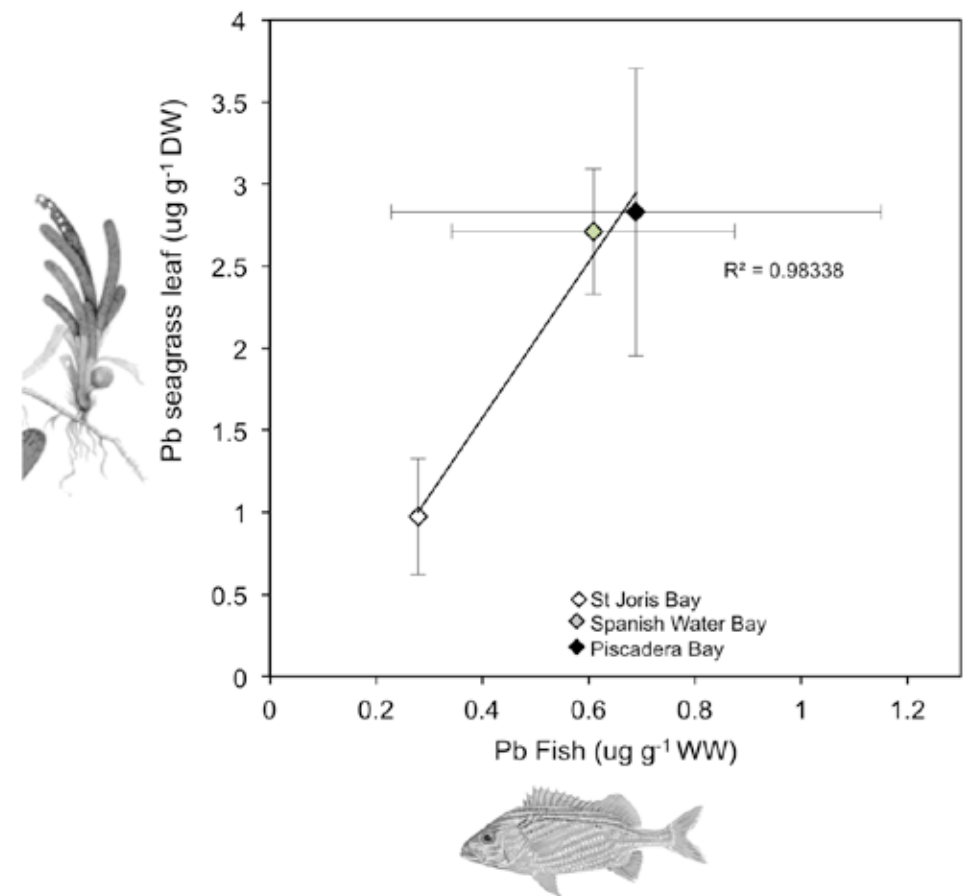 4
3.5
3
2.5
2
1.5
1
0.5
0
Pb seagrass leaf (ug g⁻¹ DW)
R² = 0.98338
St Joris Bay
Spanish Water Bay
Piscadera Bay
0 0.2 0.4 0.6 0.8 1 1.2
Pb Fish (ug g⁻¹ WW)